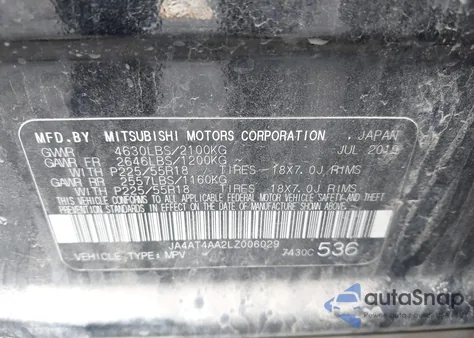 MFD.BY MITSUBISHI MOTORS CORPORATION , JAPAN
GVWR 4630LBS/2100KG JUL 2019
GAWR FR 2646LBS/1200KG
W. P225/55R18 TIRES - 18X7.0J RIMS
GAWR RR 2557LBS/1160KG
W. P225/55R18 TIRES - 18X7.0J RIMS
THIS VEHICLE CONFORMS TO ALL APPLICABLE FEDERAL
MOTOR VEHICLE SAFETY, BUMPER, AND THEFT PREVENTION
STANDARDS IN EFFECT ON THE DATE OF MANUFACTURE
SHOWN ABOVE.
JA4AT4AA2LZ006029
VEHICLE TYPE: MPV 7430C 536
autoSnap